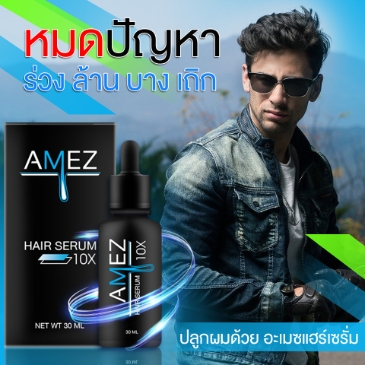 หมดปัญหา
ร่วง ล้าน บาง เถิก
AMEZ
HAIR SERUM
10X
NET WT 30 ML
AMEZ
HAIR SERUM
10X
30 ML
ปลูกผมด้วย อะเมซแฮร์เซรั่ม